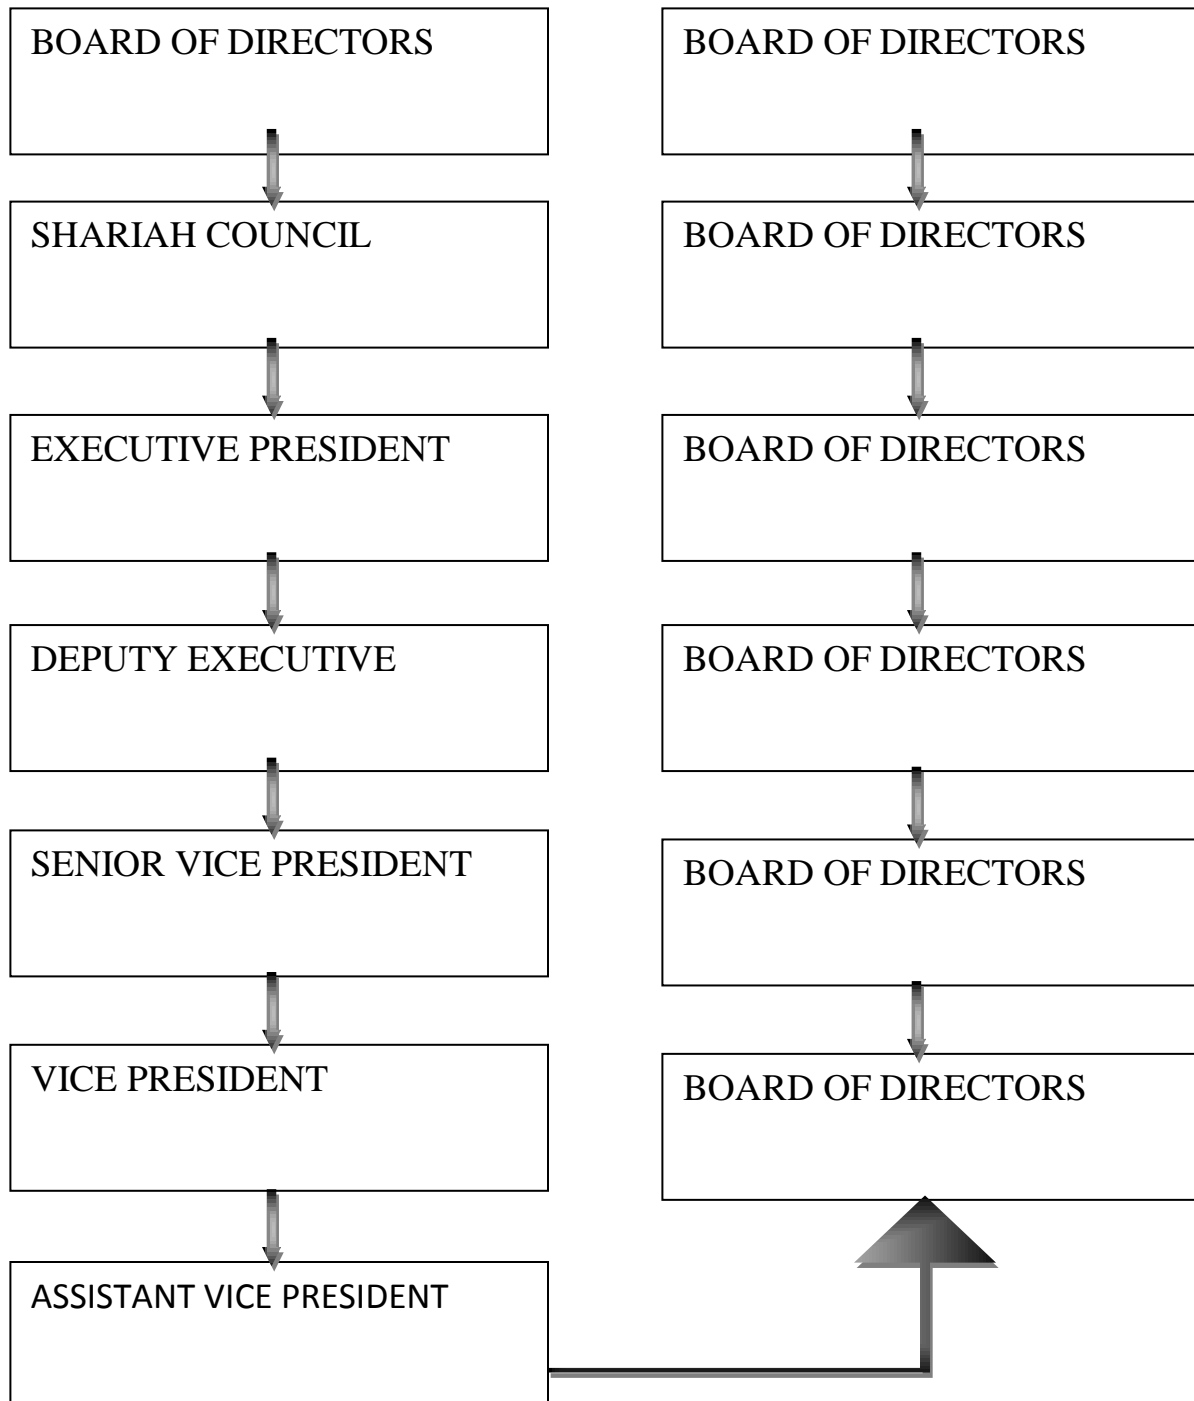 BOARD OF DIRECTORS
SHARIAH COUNCIL
EXECUTIVE PRESIDENT
DEPUTY EXECUTIVE
SENIOR VICE PRESIDENT
VICE PRESIDENT
ASSISTANT VICE PRESIDENT
BOARD OF DIRECTORS
BOARD OF DIRECTORS
BOARD OF DIRECTORS
BOARD OF DIRECTORS
BOARD OF DIRECTORS
BOARD OF DIRECTORS